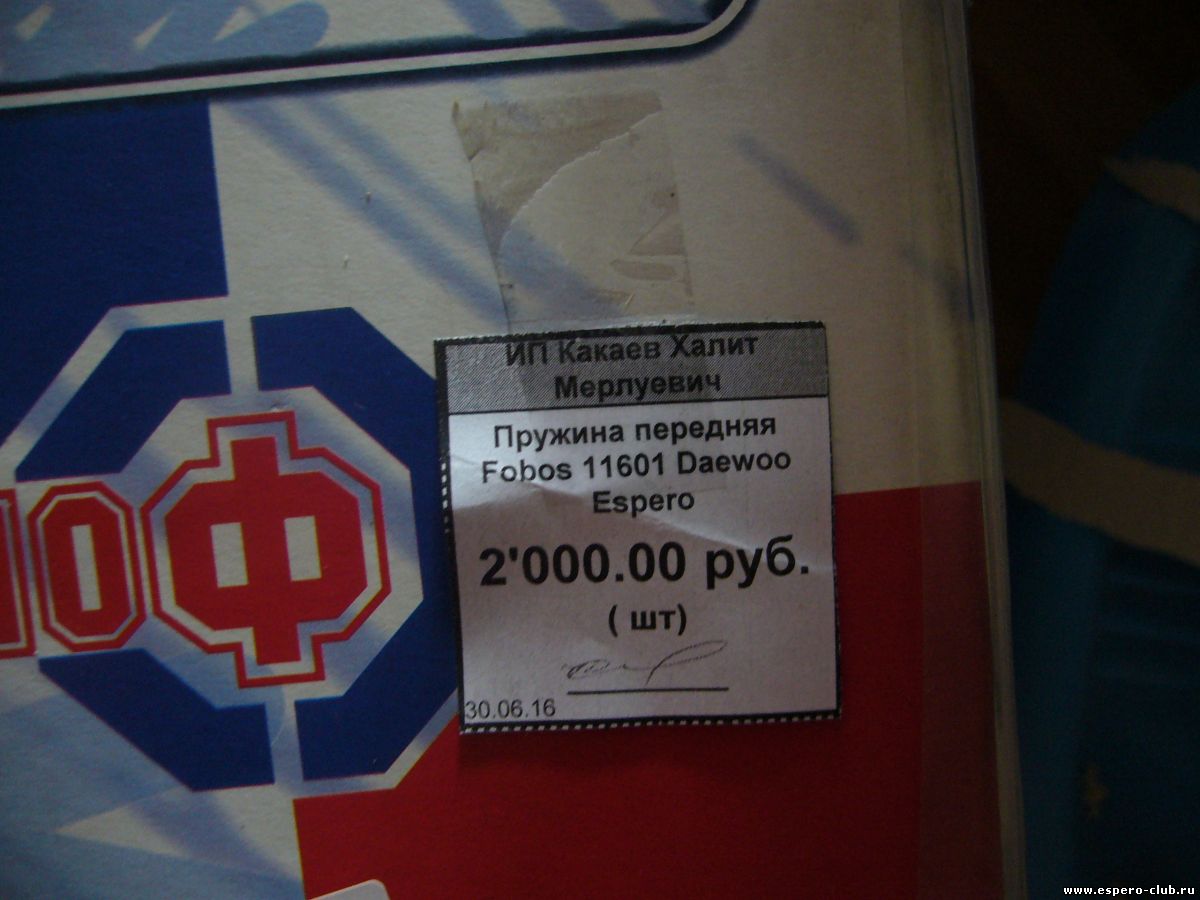 ИП Какаев Халит
Мерлуевич
Пружина передняя
Fobos 11601 Daewoo
Espero
2'000.00 руб.
( шт)
30.06.16
ЮФ
www.espero-club.ru